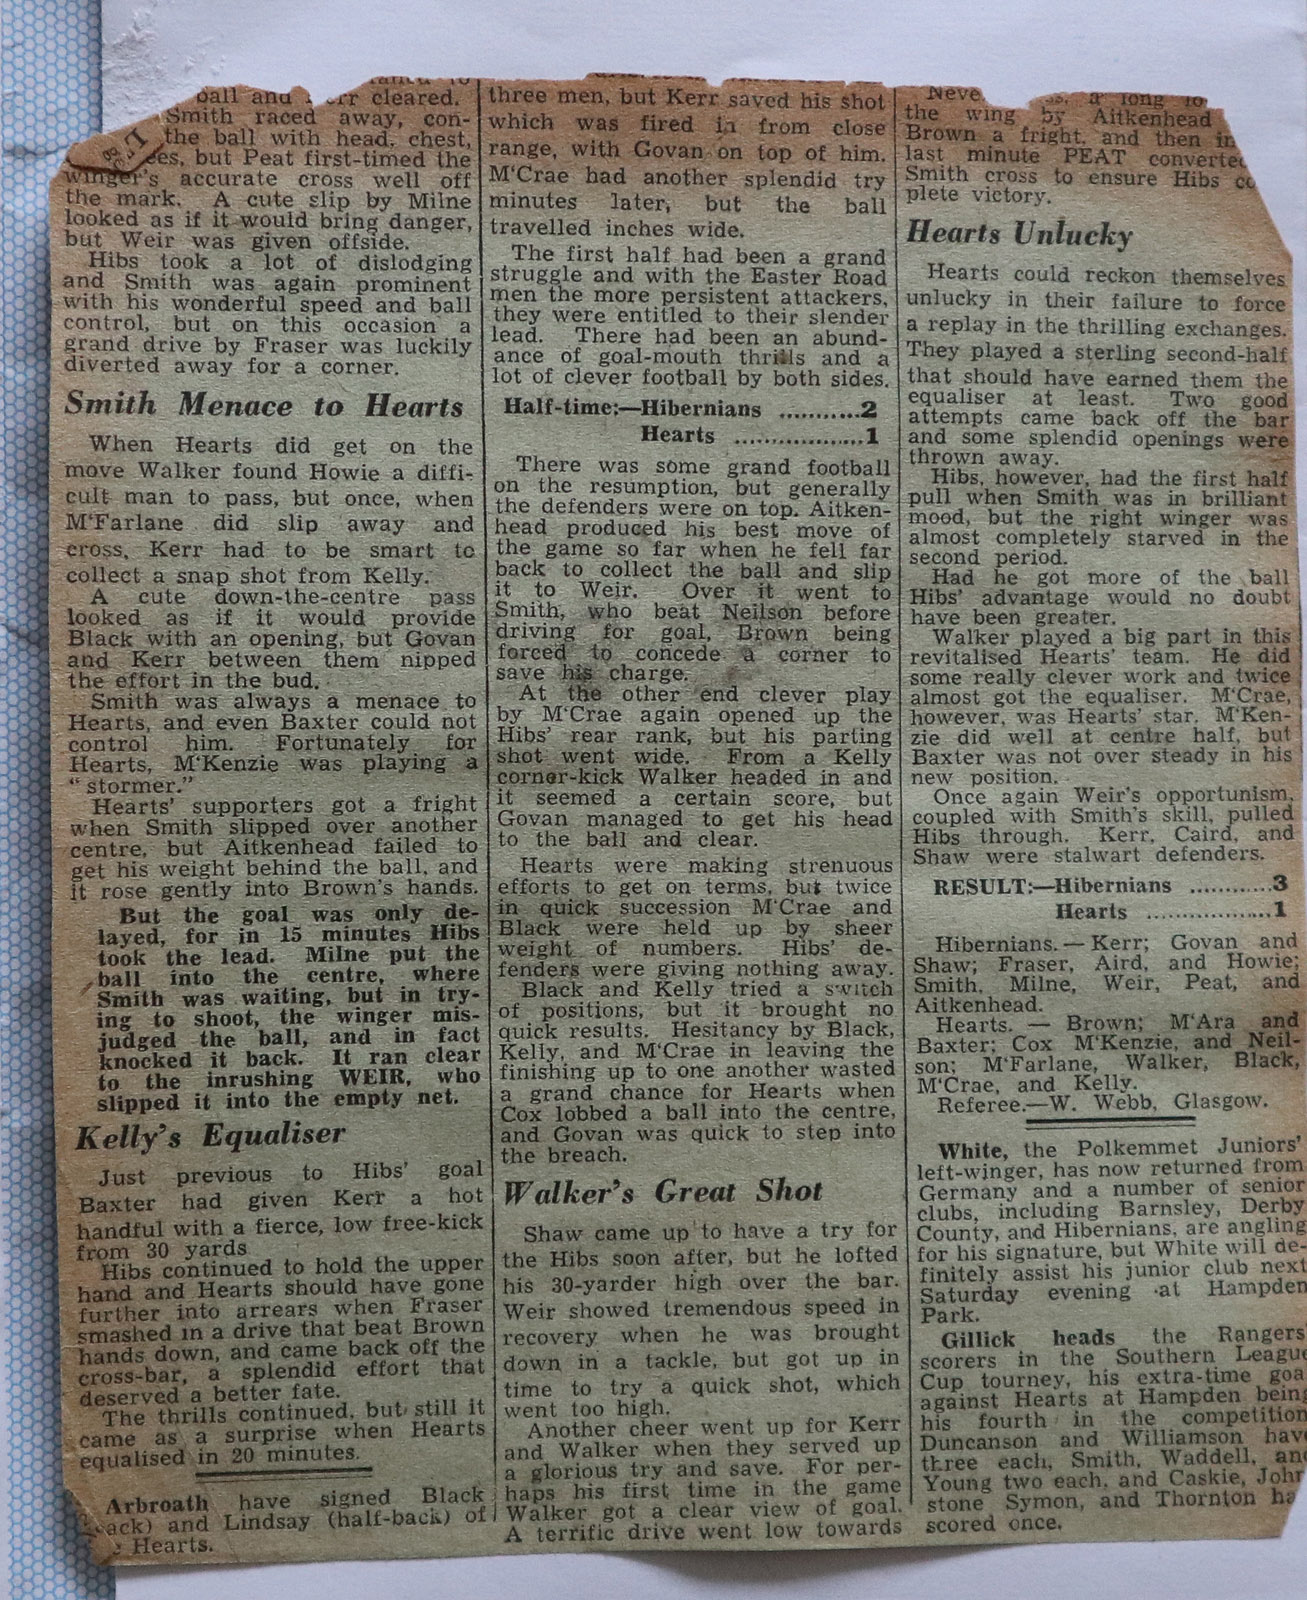 ball and Kerr cleared.
Smith raced away, con-
the ball with head, chest,
but Peat first-timed the
winger's accurate cross well off
the mark. A cute slip by Milne
looked as if it would bring danger,
but Weir was given offside.
Hibs took a lot of dislodging
and Smith was again prominent
with his wonderful speed and ball
control, but on this occasion a
grand drive by Fraser was luckily
diverted away for a corner.
Smith Menace to Hearts
When Hearts did get on the
move Walker found Howie a diffi-
cult man to pass, but once, when
M'Farlane did slip away and
cross, Kerr had to be smart to
collect a snap shot from Kelly.
A cute down-the-centre pass
looked as if it would provide
Black with an opening, but Govan
and Kerr between them nipped
the effort in the bud.
Smith was always a menace to
Hearts, and even Baxter could not
control him. Fortunately for
Hearts, M'Kenzie was playing a
" stormer."
Hearts' supporters got a fright
when Smith slipped over another
centre, but Aitkenhead failed to
get his weight behind the ball, and
it rose gently into Brown's hands.
But the goal was only de-
layed, for in 15 minutes Hibs
took the lead. Milne put the
ball into the centre, where
Smith was waiting, but in try-
ing to shoot, the winger mis-
judged the ball, and in fact
knocked it back. It ran clear
to the inrushing WEIR, who
slipped it into the empty net.
Kelly's Equaliser
Just previous to Hibs' goal
Baxter had given Kerr a hot
handful with a fierce, low free-kick
from 30 yards
Hibs continued to hold the upper
hand and Hearts should have gone
further into arrears when Fraser
smashed in a drive that beat Brown
hands down, and came back off the
cross-bar, a splendid effort that
deserved a better fate.
The thrills continued, but still it
came as a surprise when Hearts
equalised in 20 minutes.
Arbroath have signed Black
and Lindsay (half-back) of
Hearts.
three men, but Kerr saved his shot
which was fired in from close
range, with Govan on top of him.
M'Crae had another splendid try
minutes later, but the ball
travelled inches wide.
The first half had been a grand
struggle and with the Easter Road
men the more persistent attackers,
they were entitled to their slender
lead. There had been an abund-
ance of goal-mouth thrills and a
lot of clever football by both sides.
Half-time:—Hibernians ...........2
Hearts ..................1
There was some grand football
on the resumption, but generally
the defenders were on top. Aitken-
head produced his best move of
the game so far when he fell far
back to collect the ball and slip
it to Weir. Over it went to
Smith, who beat Neilson before
driving for goal, Brown being
forced to concede a corner to
save his charge.
At the other end clever play
by M'Crae again opened up the
Hibs' rear rank, but his parting
shot went wide. From a Kelly
corner-kick Walker headed in and
it seemed a certain score, but
Govan managed to get his head
to the ball and clear.
Hearts were making strenuous
efforts to get on terms, but twice
in quick succession M'Crae and
Black were held up by sheer
weight of numbers. Hibs' de-
fenders were giving nothing away.
Black and Kelly tried a switch
of positions, but it brought no
quick results. Hesitancy by Black,
Kelly, and M'Crae in leaving the
finishing up to one another wasted
a grand chance for Hearts when
Cox lobbed a ball into the centre,
and Govan was quick to step into
the breach.
Walker's Great Shot
Shaw came up to have a try for
the Hibs soon after, but he lofted
his 30-yarder high over the bar.
Weir showed tremendous speed in
recovery when he was brought
down in a tackle, but got up in
time to try a quick shot, which
went too high.
Another cheer went up for Kerr
and Walker when they served up
a glorious try and save. For per-
haps his first time in the game
Walker got a clear view of goal.
A terrific drive went low towards
a long
the wing by Aitkenhead
Brown a fright, and then in
last minute PEAT converted
Smith cross to ensure Hibs
plete victory.
Hearts Unlucky
Hearts could reckon themselves
unlucky in their failure to force
a replay in the thrilling exchanges.
They played a sterling second-half
that should have earned them the
equaliser at least. Two good
attempts came back off the bar
and some splendid openings were
thrown away.
Hibs, however, had the first half
pull when Smith was in brilliant
mood, but the right winger was
almost completely starved in the
second period.
Had he got more of the ball
Hibs' advantage would no doubt
have been greater.
Walker played a big part in this
revitalised Hearts' team. He did
some really clever work and twice
almost got the equaliser. M'Crae,
however, was Hearts' star. M'Ken-
zie did well at centre half, but
Baxter was not over steady in his
new position.
Once again Weir's opportunism,
coupled with Smith's skill, pulled
Hibs through. Kerr, Caird, and
Shaw were stalwart defenders.
RESULT:—Hibernians ...........3
Hearts .................1
Hibernians.—Kerr; Govan and
Shaw; Fraser, Aird, and Howie;
Smith, Milne, Weir, Peat, and
Aitkenhead.
Hearts. — Brown; M'Ara and
Baxter; Cox M'Kenzie, and Neil-
son; M'Farlane, Walker, Black,
M'Crae, and Kelly.
Referee.—W. Webb, Glasgow.
White, the Polkemmet Juniors'
left-winger, has now returned from
Germany and a number of senior
clubs, including Barnsley, Derby
County, and Hibernians, are angling
for his signature, but White will de-
finitely assist his junior club next
Saturday evening at Hampden
Park.
Gillick heads the Rangers'
scorers in the Southern League
Cup tourney, his extra-time goal
against Hearts at Hampden being
his fourth in the competition
Duncanson and Williamson have
three each, Smith, Waddell, and
Young two each, and Caskie, John-
stone Symon, and Thornton ha
scored once.